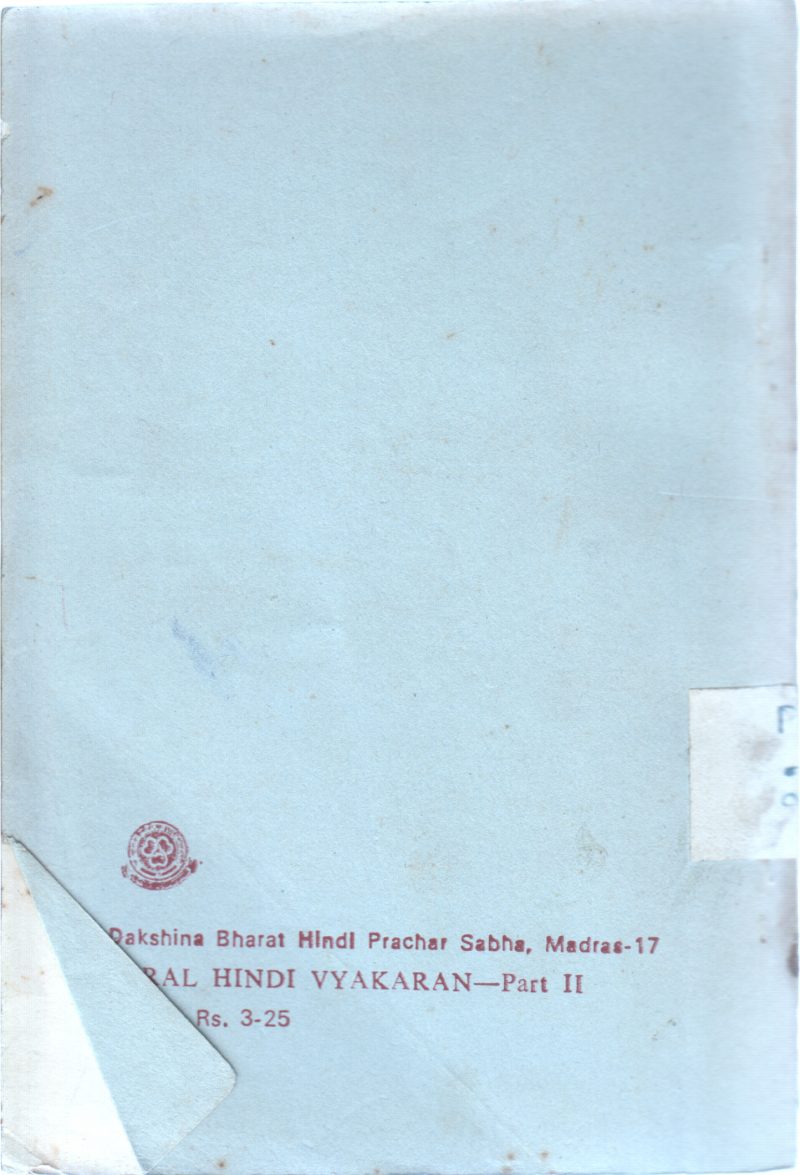 Dakshina Bharat Hindi Prachar Sabha, Madras-17
RAL HINDI VYAKARAN—Part II
Rs. 3-25
P